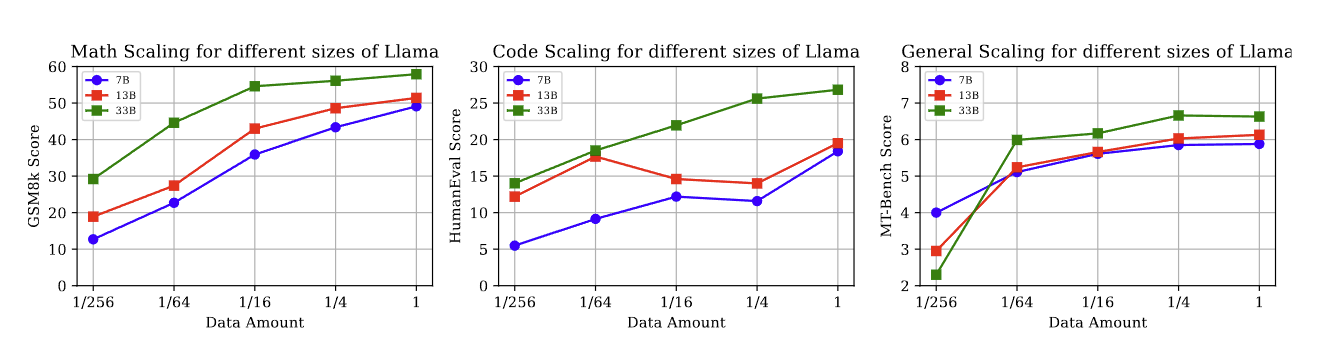 Math Scaling for different sizes of Llama
60
50
40
30
20
10
0
GSM8k Score
7B
13B
33B
1/256 1/64 1/16 1/4 1
Data Amount
Code Scaling for different sizes of Llama
30
25
20
15
10
5
0
HumanEval Score
7B
13B
33B
1/256 1/64 1/16 1/4 1
Data Amount
General Scaling for different sizes of Llama
8
7
6
5
4
3
2
MT-Bench Score
7B
13B
33B
1/256 1/64 1/16 1/4 1
Data Amount